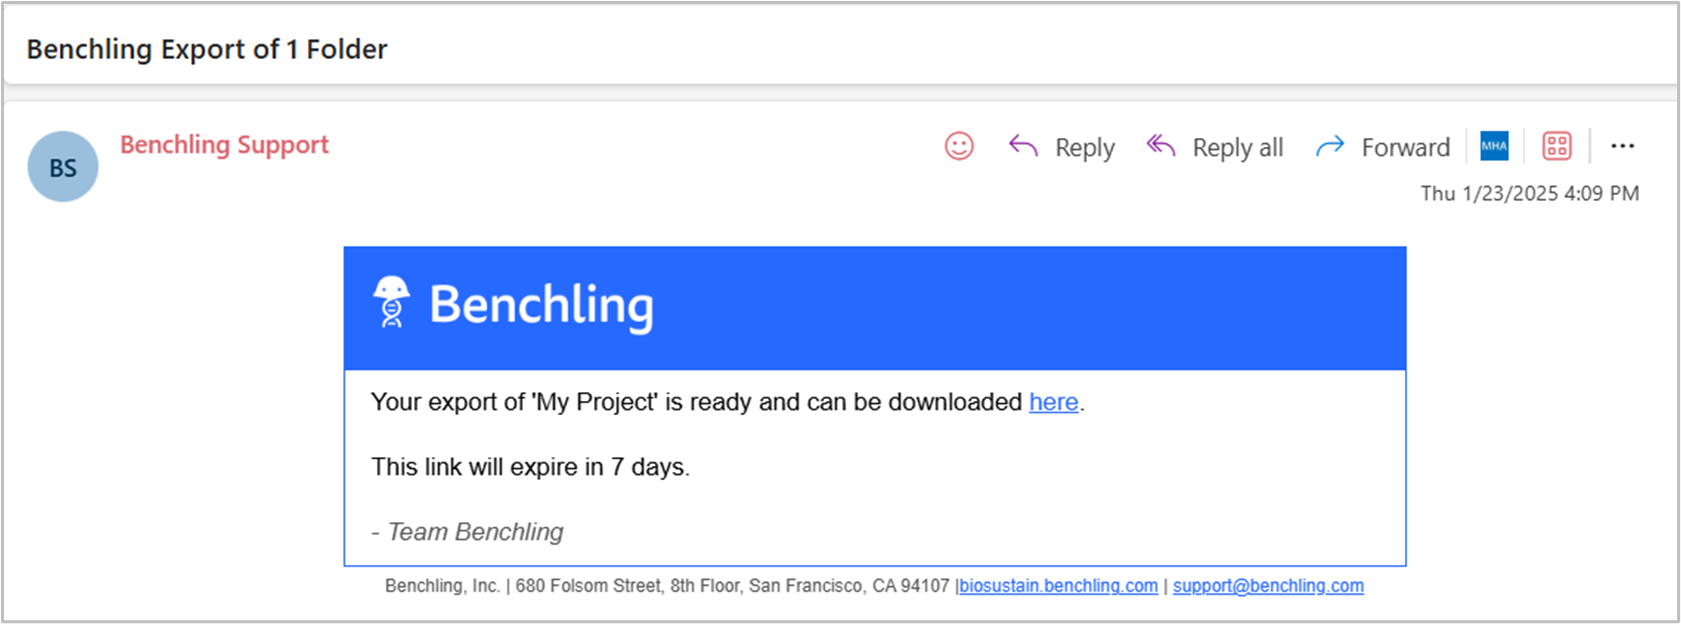 Benchling Export of 1 Folder
BS
Benchling Support
Reply
Reply all
Forward
MHA
Thu 1/23/2025 4:09 PM
Benchling
Your export of 'My Project' is ready and can be downloaded here.
This link will expire in 7 days.
- Team Benchling
Benchling, Inc. | 680 Folsom Street, 8th Floor, San Francisco, CA 94107 |biosustain.benchling.com | support@benchling.com